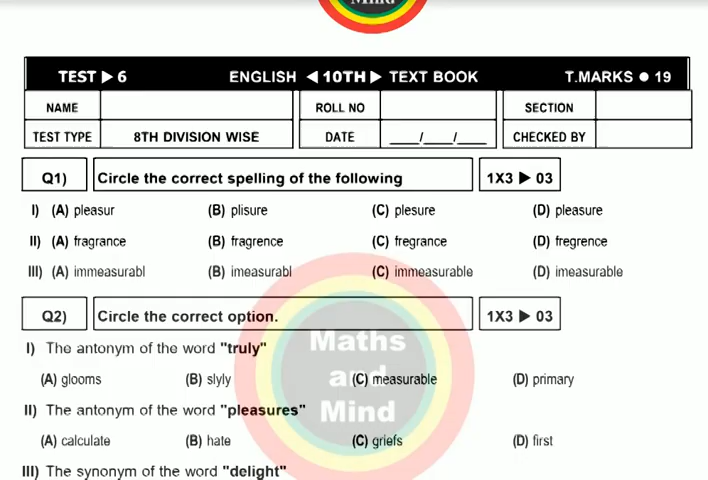 Mind
TEST ▶ 6 ENGLISH ◀ 10TH ▶ TEXT BOOK T.MARKS ● 19
NAME ROLL NO SECTION
TEST TYPE 8TH DIVISION WISE DATE ____/____/____ CHECKED BY
Q1) Circle the correct spelling of the following 1X3 ▶ 03
I) (A) pleasur (B) plisure (C) plesure (D) pleasure
II) (A) fragrance (B) fragrence (C) fregrance (D) fregrence
III) (A) immeasurabl (B) imeasurabl (C) immeasurable (D) imeasurable
Q2) Circle the correct option. 1X3 ▶ 03
I) The antonym of the word "truly"
(A) glooms (B) slyly (C) measurable (D) primary
II) The antonym of the word "pleasures"
(A) calculate (B) hate (C) griefs (D) first
III) The synonym of the word "delight"
Maths
and
Mind